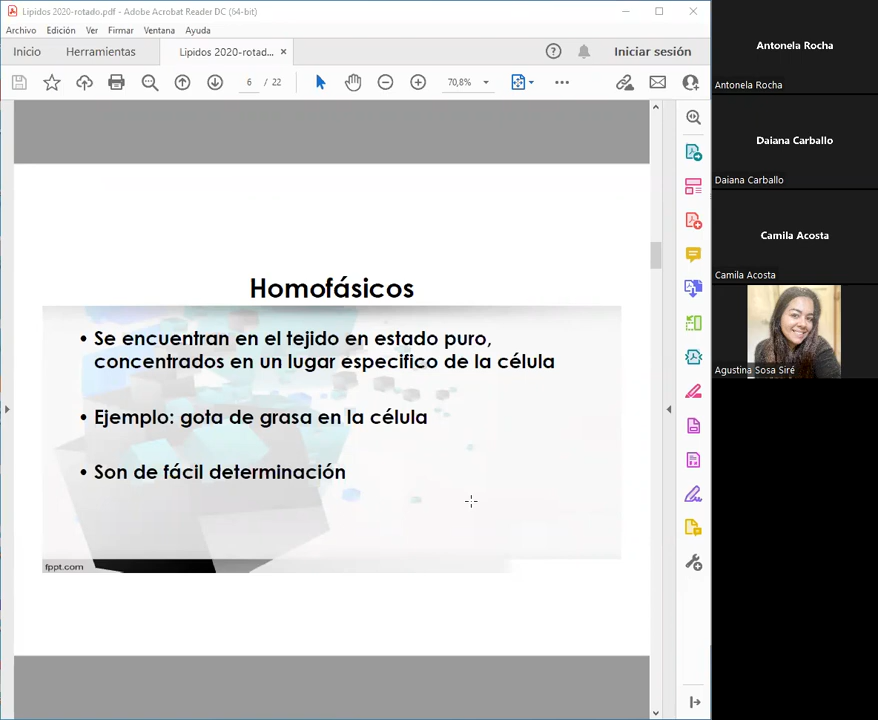 Lipidos 2020-rotado.pdf - Adobe Acrobat Reader DC (64-bit)
Archivo Edición Ver Firmar Ventana Ayuda
Inicio Herramientas Lipidos 2020-rotad... × Iniciar sesión
6 / 22 70,8%
Homofásicos
• Se encuentran en el tejido en estado puro,
concentrados en un lugar especifico de la célula
• Ejemplo: gota de grasa en la célula
• Son de fácil determinación
fppt.com
Antonela Rocha
Antonela Rocha
Daiana Carballo
Daiana Carballo
Camila Acosta
Camila Acosta
Agustina Sosa Siré